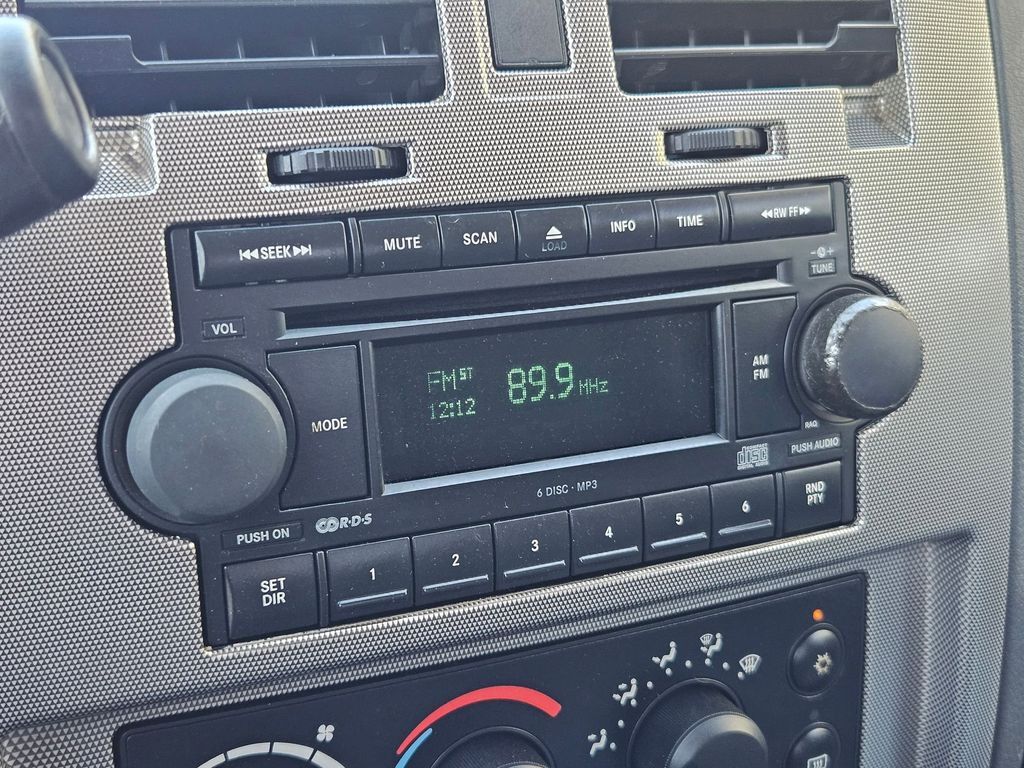 SEEK
MUTE
SCAN
LOAD
INFO
TIME
RW FF
- +
TUNE
VOL
MODE
FM ST
12:12
89.9 MHz
AM
FM
RAQ
PUSH AUDIO
disc
6 DISC · MP3
R·D·S
PUSH ON
SET
DIR
1
2
3
4
5
6
RND
PTY